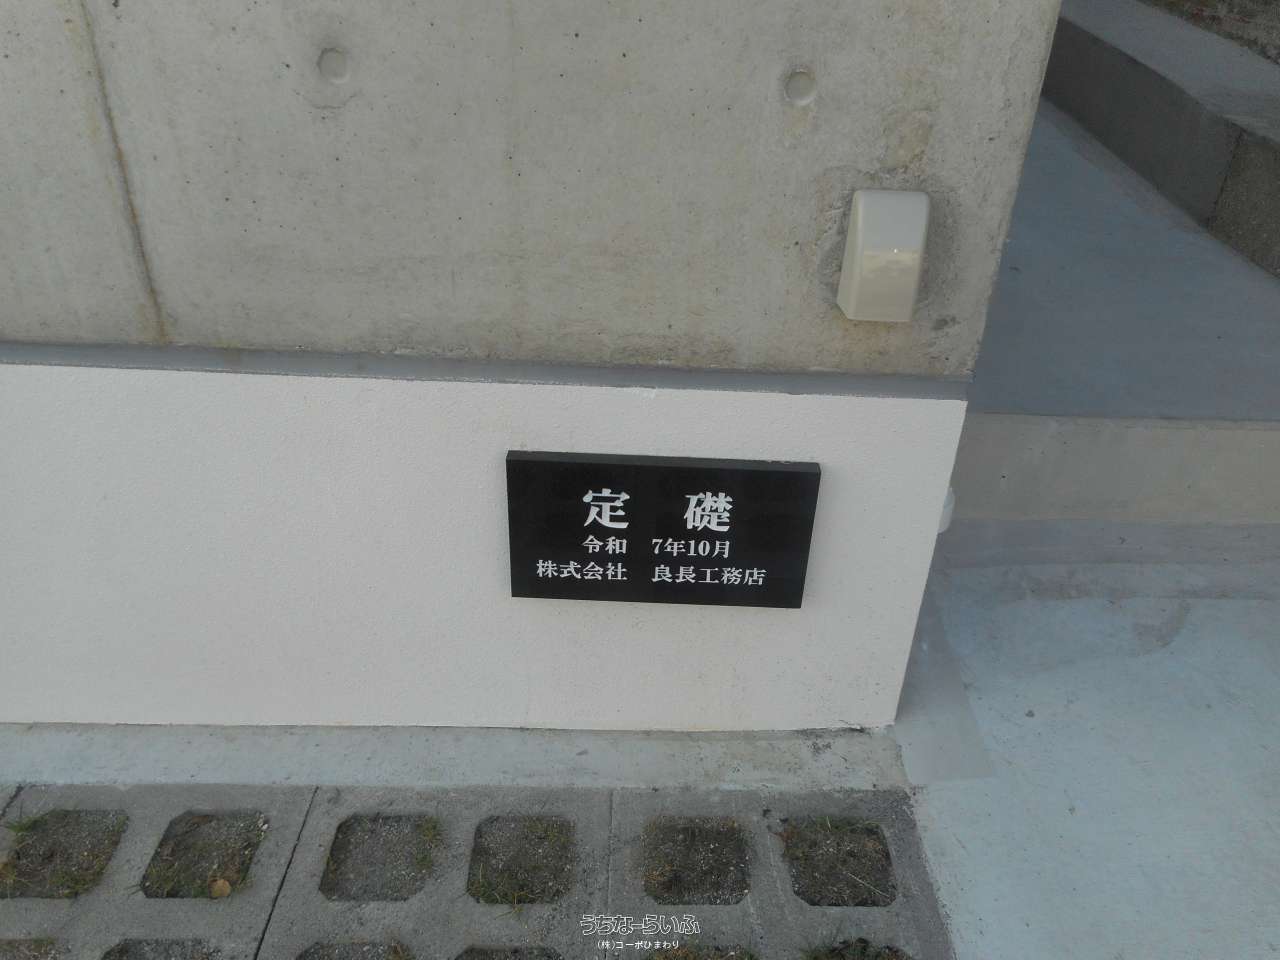 定　礎
令和　7年10月
株式会社　良長工務店
うちなーらいふ
(株)コーポひまわり